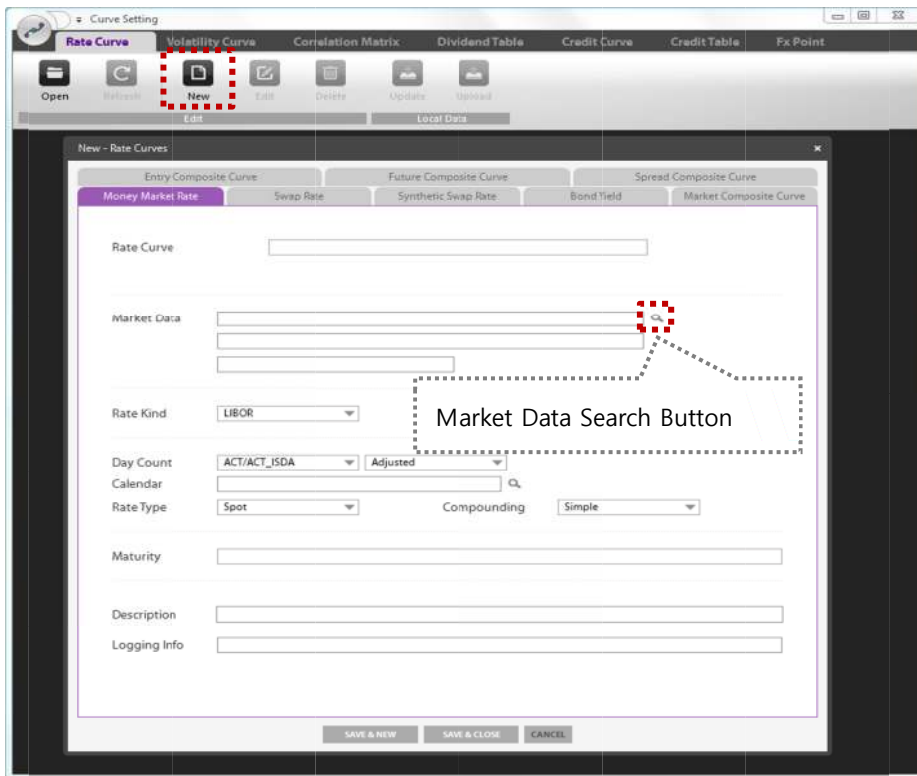 Curve Setting
Rate Curve Volatility Curve Correlation Matrix Dividend Table Credit Curve Credit Table Fx Point
Open Refresh New Edit Delete Update Upload
Edit Local Data
New - Rate Curves
Entry Composite Curve Future Composite Curve Spread Composite Curve
Money Market Rate Swap Rate Synthetic Swap Rate Bond Yield Market Composite Curve
Rate Curve
Market Data
Market Data Search Button
Rate Kind LIBOR
Day Count ACT/ACT_ISDA Adjusted
Calendar
Rate Type Spot Compounding Simple
Maturity
Description
Logging Info
SAVE & NEW SAVE & CLOSE CANCEL